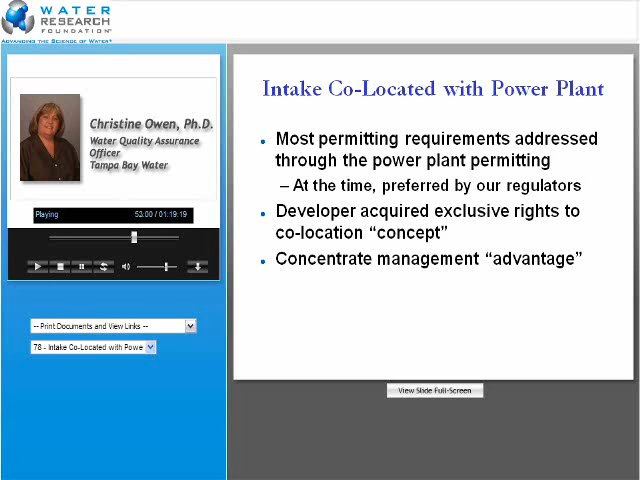 WATER
RESEARCH
FOUNDATION
ADVANCING THE SCIENCE OF WATER
Christine Owen, Ph.D.
Water Quality Assurance
Officer
Tampa Bay Water
Playing 53:00 / 01:19:19
-- Print Documents and View Links --
78 - Intake Co-Located with Powe
Intake Co-Located with Power Plant
• Most permitting requirements addressed
through the power plant permitting
– At the time, preferred by our regulators
• Developer acquired exclusive rights to
co-location “concept”
• Concentrate management “advantage”
View Slide Full-Screen